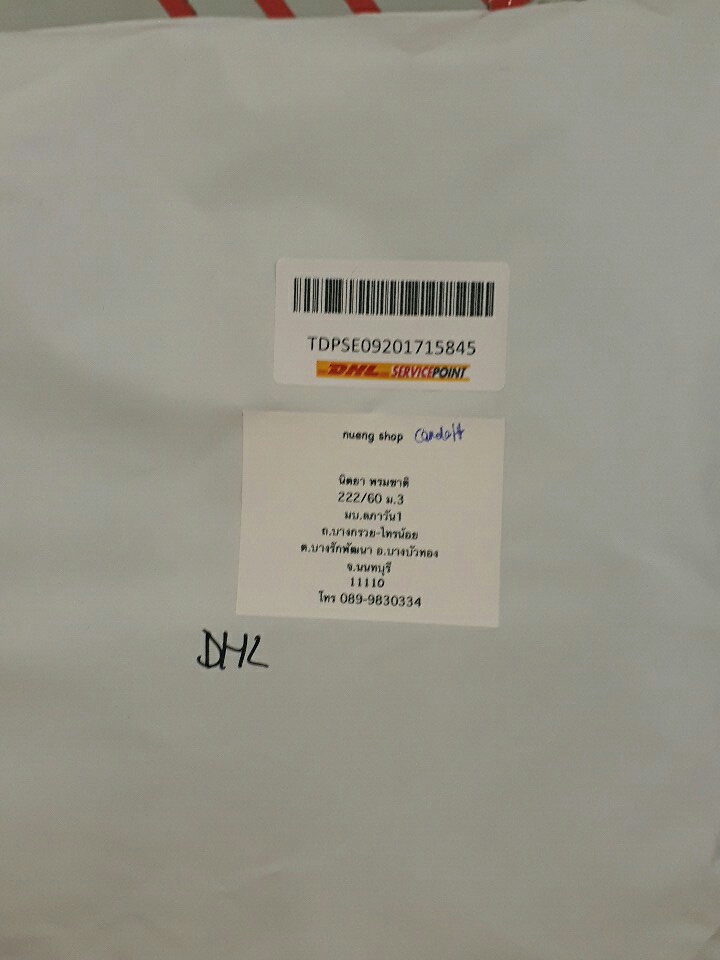 TDPSE09201715845
DHL SERVICEPOINT
nueng shop
นิตยา พรมชาติ
222/60 ม.3
มบ.ลภาวัน1
ถ.บางกรวย-ไทรน้อย
ต.บางรักพัฒนา อ.บางบัวทอง
จ.นนทบุรี
11110
โทร 089-9830334
DHL